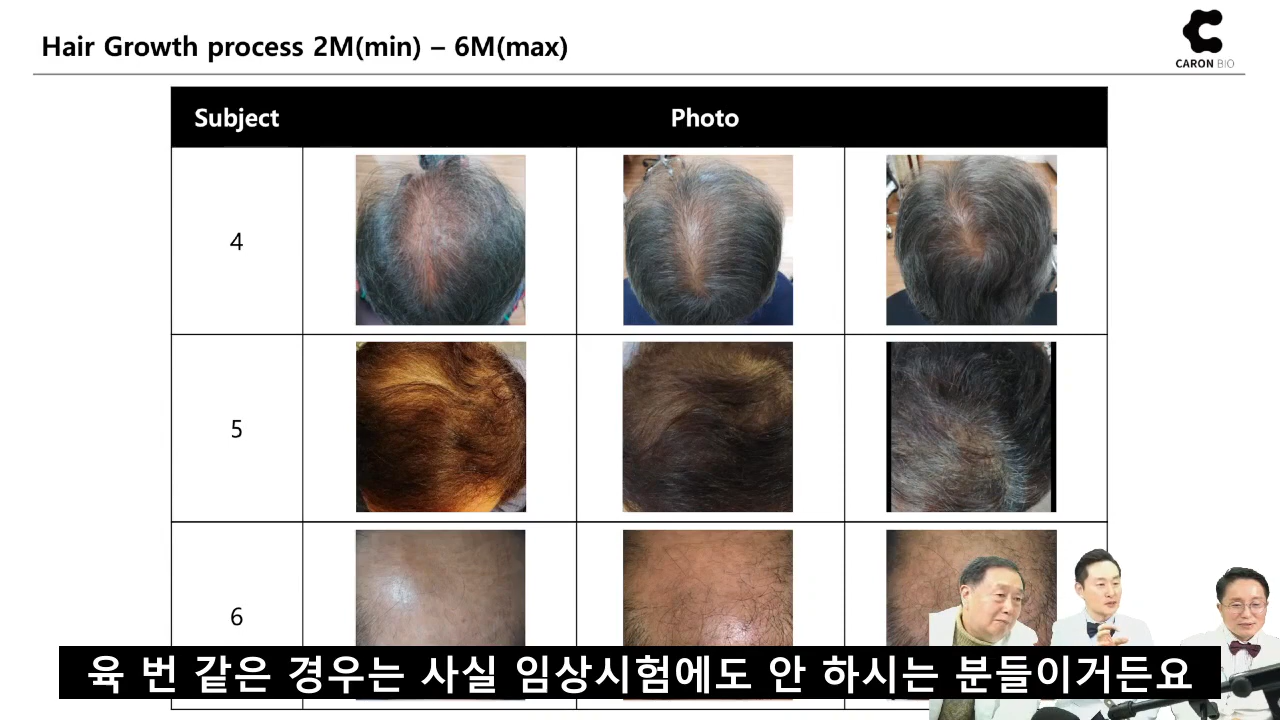 Hair Growth process 2M(min) – 6M(max)
CARON BIO
Subject Photo
4
5
6
육 번 같은 경우는 사실 임상시험에도 안 하시는 분들이거든요